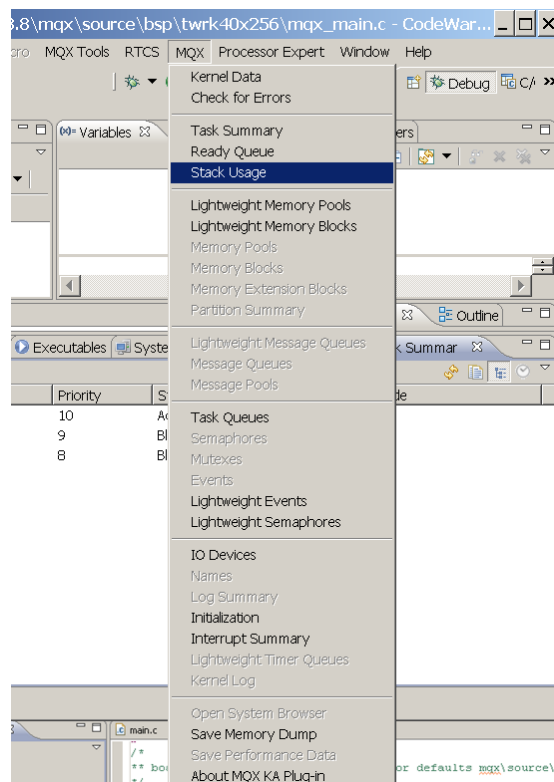 3.8\mqx\source\bsp\twrk40x256\mqx_main.c - CodeWar...
cro MQX Tools RTCS MQX Processor Expert Window Help
Kernel Data
Check for Errors
Debug C/
(x)= Variables
ers
Task Summary
Ready Queue
Stack Usage
Lightweight Memory Pools
Lightweight Memory Blocks
Memory Pools
Memory Blocks
Memory Extension Blocks
Partition Summary
Outline
Executables Syste
k Summar
Lightweight Message Queues
Message Queues
Message Pools
Priority S
de
10 A
9 Bl
8 Bl
Task Queues
Semaphores
Mutexes
Events
Lightweight Events
Lightweight Semaphores
IO Devices
Names
Log Summary
Initialization
Interrupt Summary
Lightweight Timer Queues
Kernel Log
Open System Browser
Save Memory Dump
Save Performance Data
About MQX KA Plug-in
main.c
/*
** bo
or defaults mqx\source\
*/